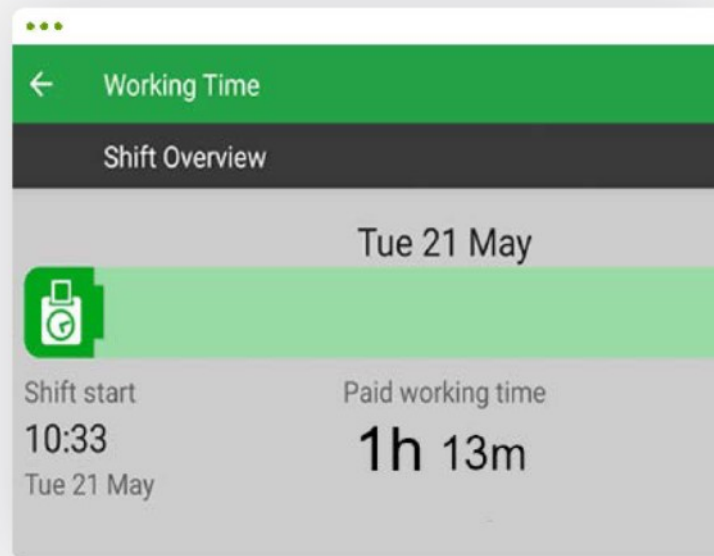 Working Time
Shift Overview
Tue 21 May
Shift start
10:33
Tue 21 May
Paid working time
1h 13m